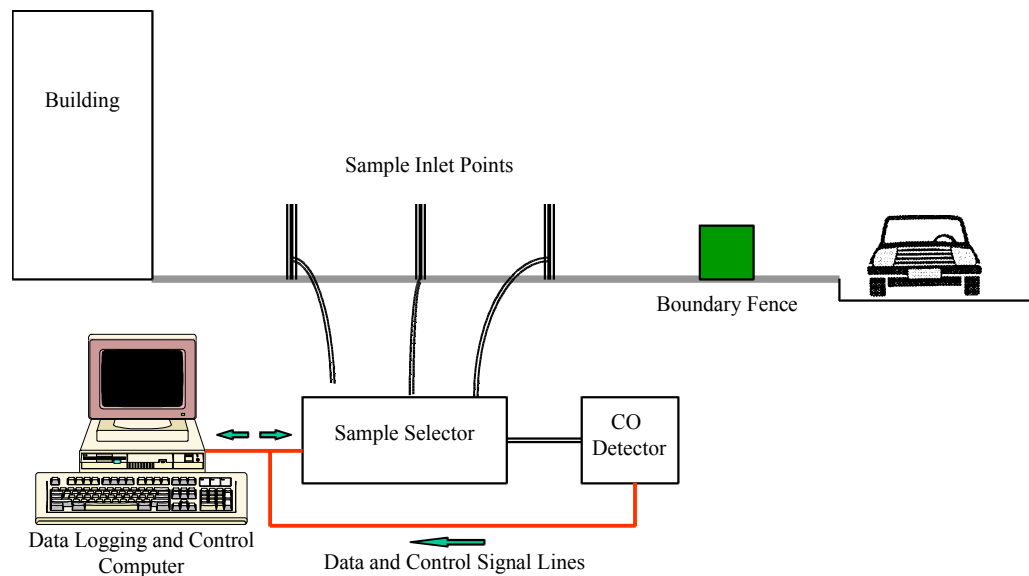 Building
Sample Inlet Points
Boundary Fence
Sample Selector
CO
Detector
Data Logging and Control
Computer
Data and Control Signal Lines